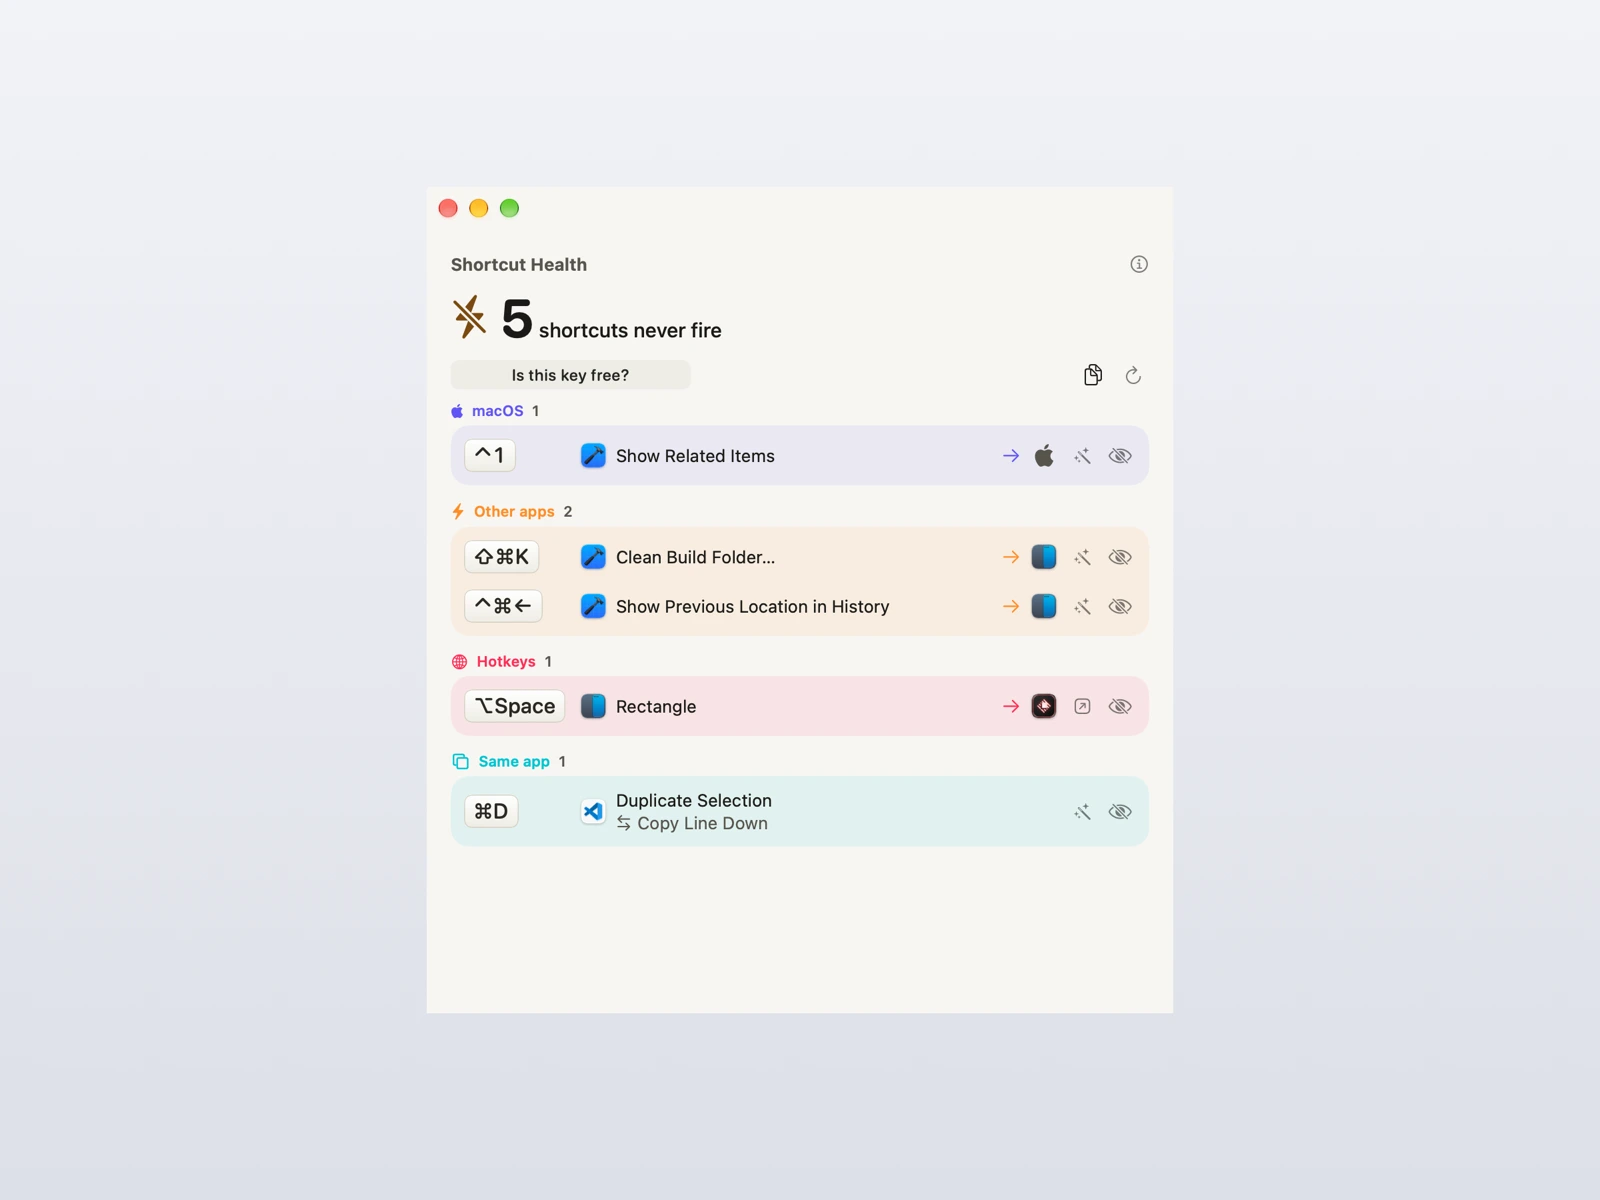 Shortcut Health
5 shortcuts never fire
Is this key free?
macOS 1
⌃1 Show Related Items
Other apps 2
⇧⌘K Clean Build Folder...
⌃⌘← Show Previous Location in History
Hotkeys 1
⌥Space Rectangle
Same app 1
⌘D Duplicate Selection
⇆ Copy Line Down